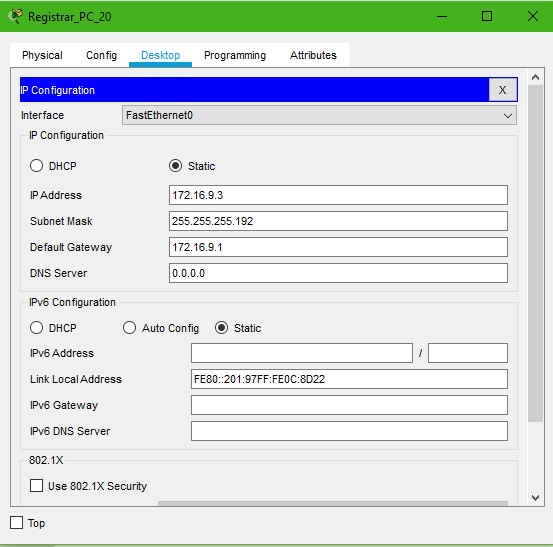 Registrar_PC_20
Physical Config Desktop Programming Attributes
IP Configuration X
Interface FastEthernet0
IP Configuration
DHCP Static
IP Address 172.16.9.3
Subnet Mask 255.255.255.192
Default Gateway 172.16.9.1
DNS Server 0.0.0.0
IPv6 Configuration
DHCP Auto Config Static
IPv6 Address /
Link Local Address FE80::201:97FF:FE0C:8D22
IPv6 Gateway
IPv6 DNS Server
802.1X
Use 802.1X Security
Top